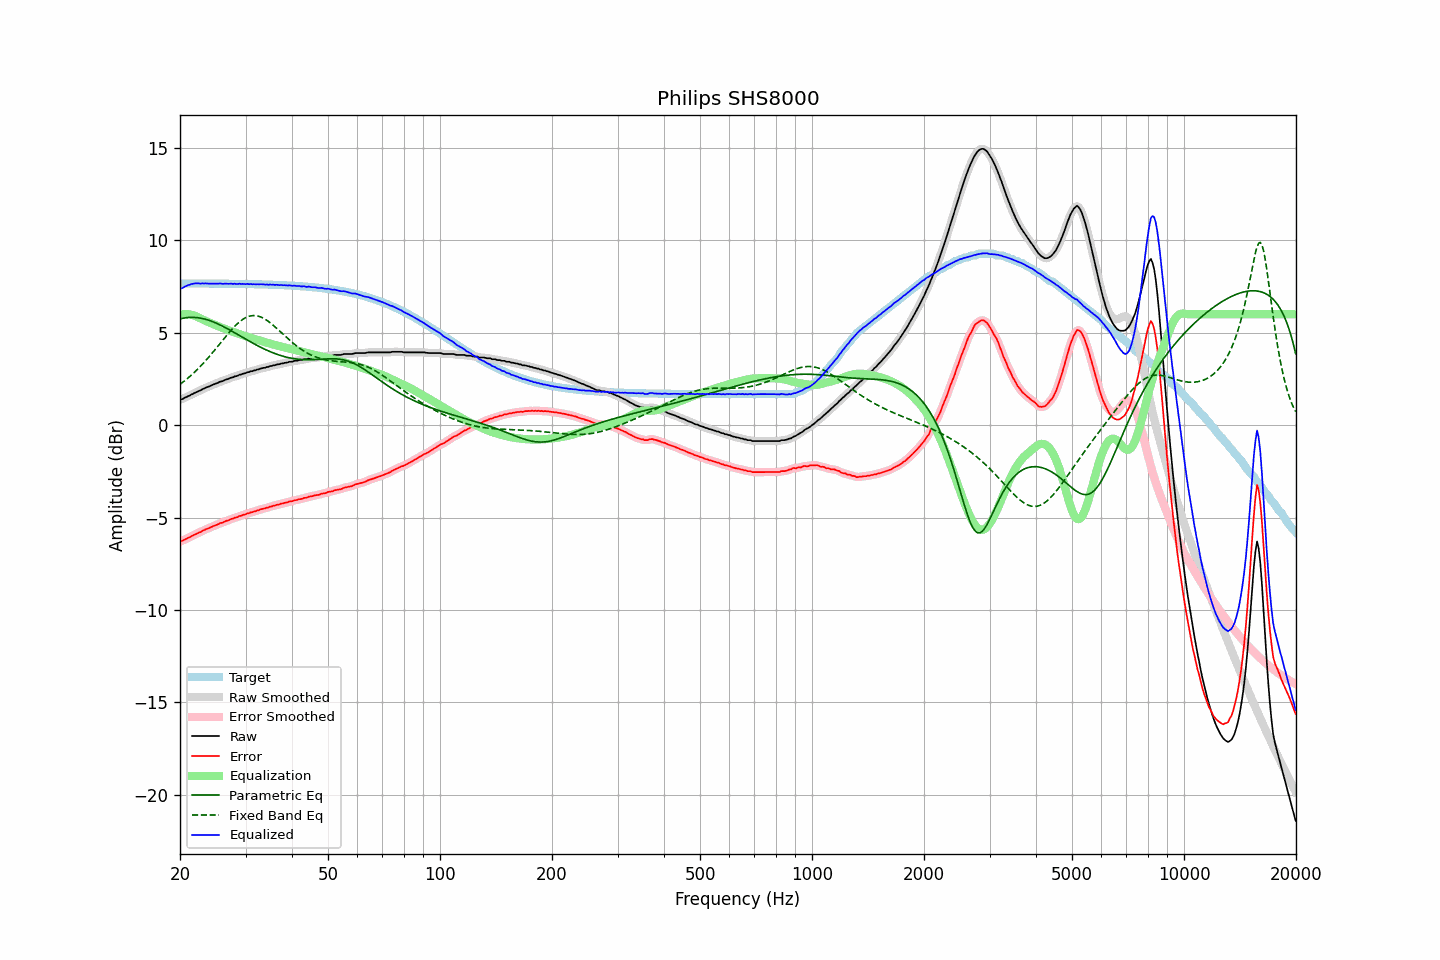 Philips SHS8000
Amplitude (dBr)
15
10
5
0
−5
−10
−15
−20
Target
Raw Smoothed
Error Smoothed
Raw
Error
Equalization
Parametric Eq
Fixed Band Eq
Equalized
20 50 100 200 500 1000 2000 5000 10000 20000
Frequency (Hz)